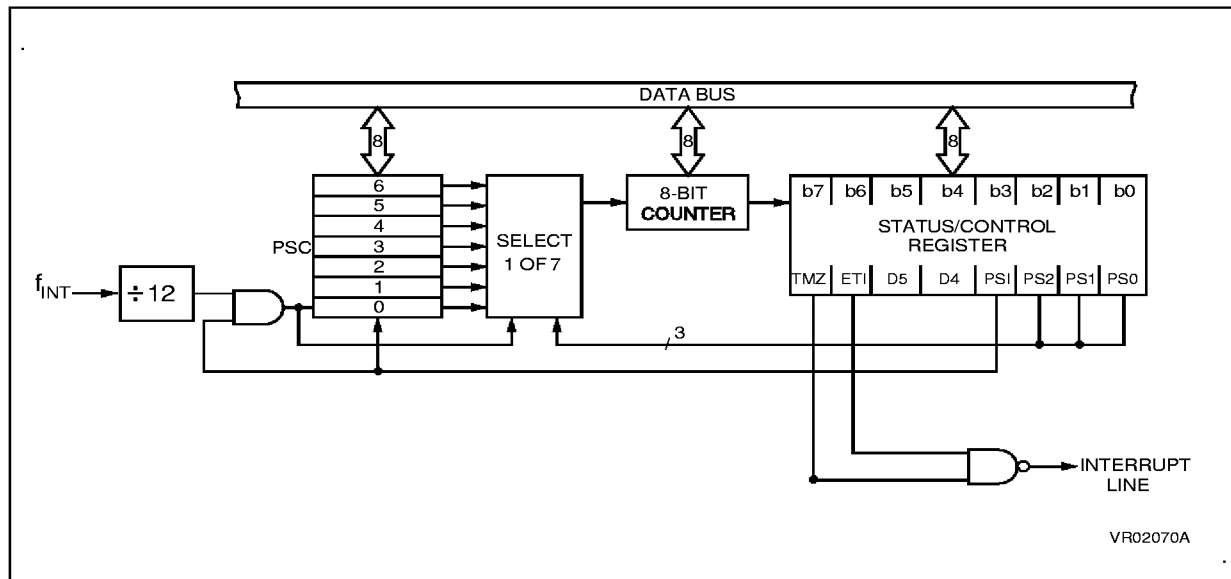 DATA BUS
8
8
8
6
5
4
PSC 3
2
1
0
SELECT
1 OF 7
8-BIT
COUNTER
b7 b6 b5 b4 b3 b2 b1 b0
STATUS/CONTROL
REGISTER
TMZ ETI D5 D4 PSI PS2 PS1 PS0
fINT
÷12
3
INTERRUPT
LINE
VR02070A